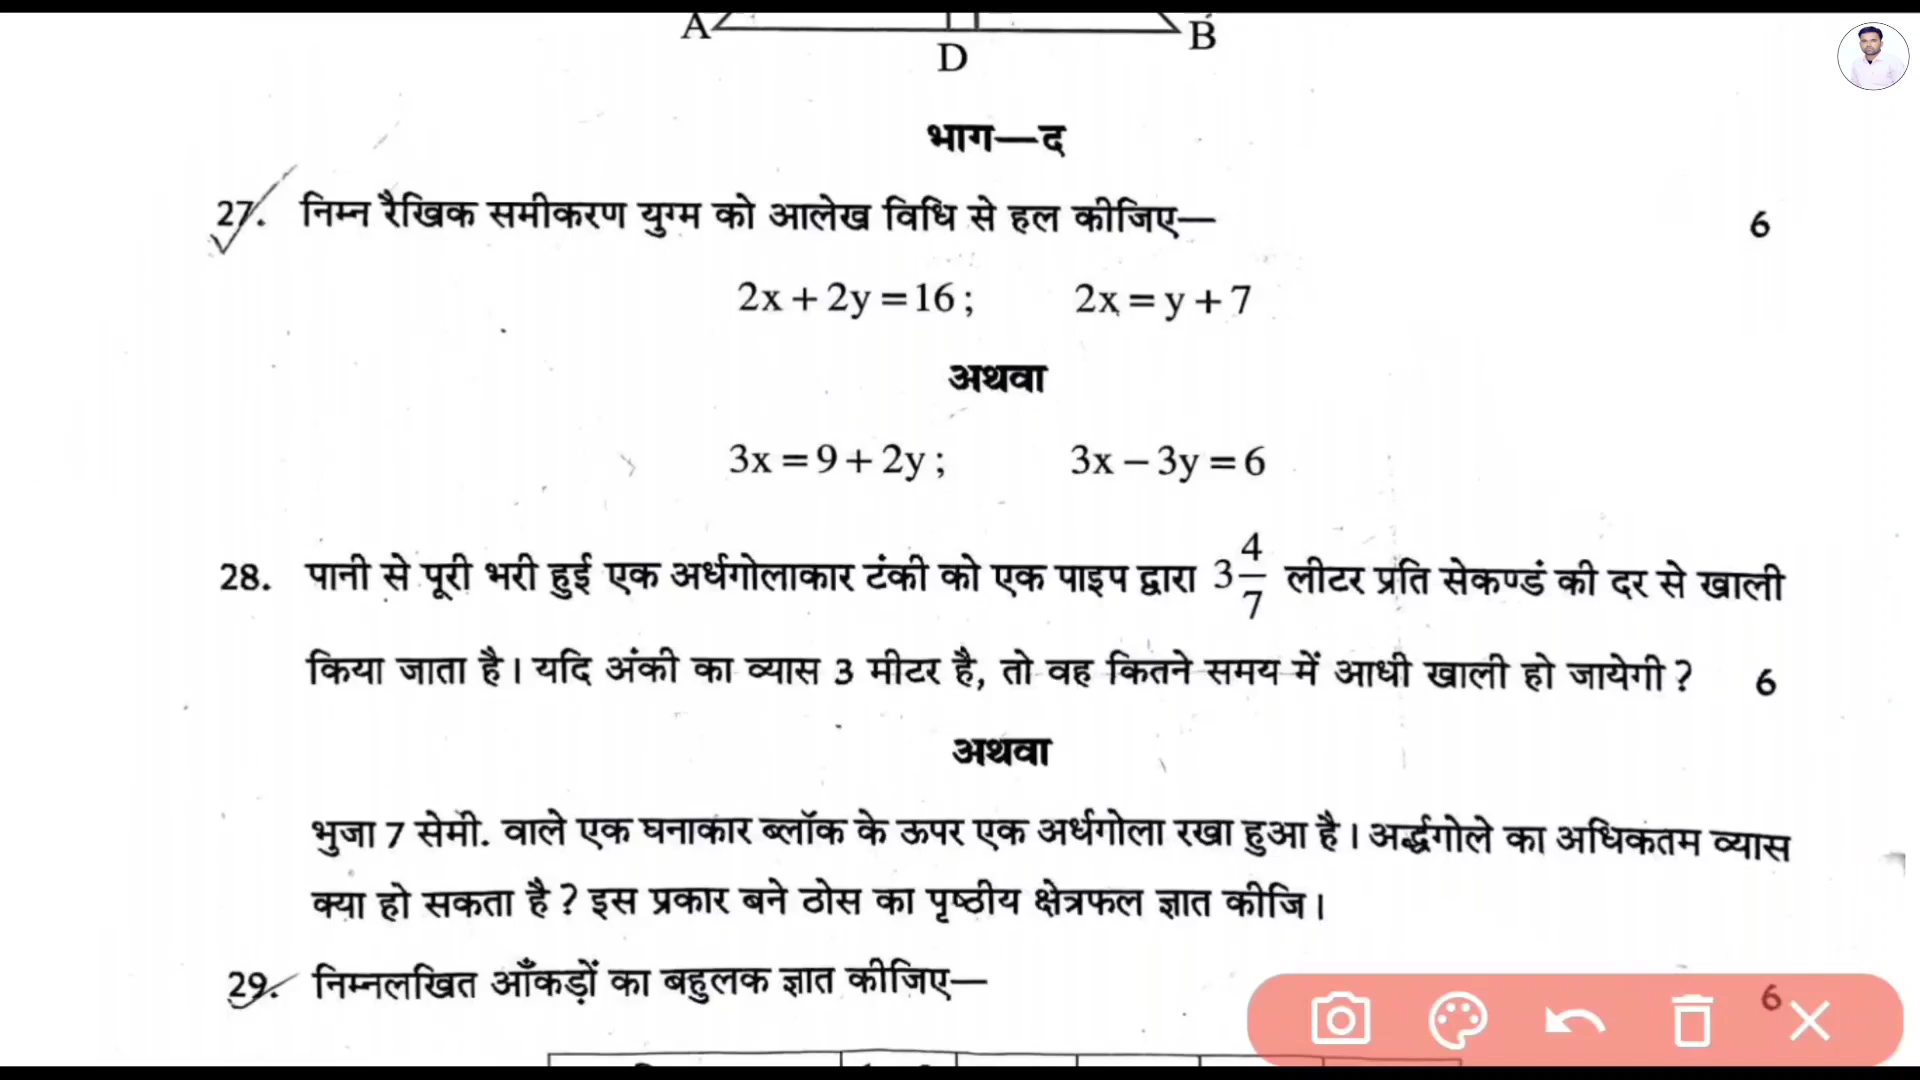 A B
D
भाग—द
27. निम्न रैखिक समीकरण युग्म को आलेख विधि से हल कीजिए— 6
2x + 2y = 16 ; 2x = y + 7
अथवा
3x = 9 + 2y ; 3x – 3y = 6
28. पानी से पूरी भरी हुई एक अर्धगोलाकार टंकी को एक पाइप द्वारा 3 4/7 लीटर प्रति सेकण्डं की दर से खाली
किया जाता है। यदि अंकी का व्यास 3 मीटर है, तो वह कितने समय में आधी खाली हो जायेगी ? 6
अथवा
भुजा 7 सेमी. वाले एक घनाकार ब्लॉक के ऊपर एक अर्धगोला रखा हुआ है। अर्द्धगोले का अधिकतम व्यास
क्या हो सकता है ? इस प्रकार बने ठोस का पृष्ठीय क्षेत्रफल ज्ञात कीजि।
29. निम्नलखित आँकड़ों का बहुलक ज्ञात कीजिए— 6